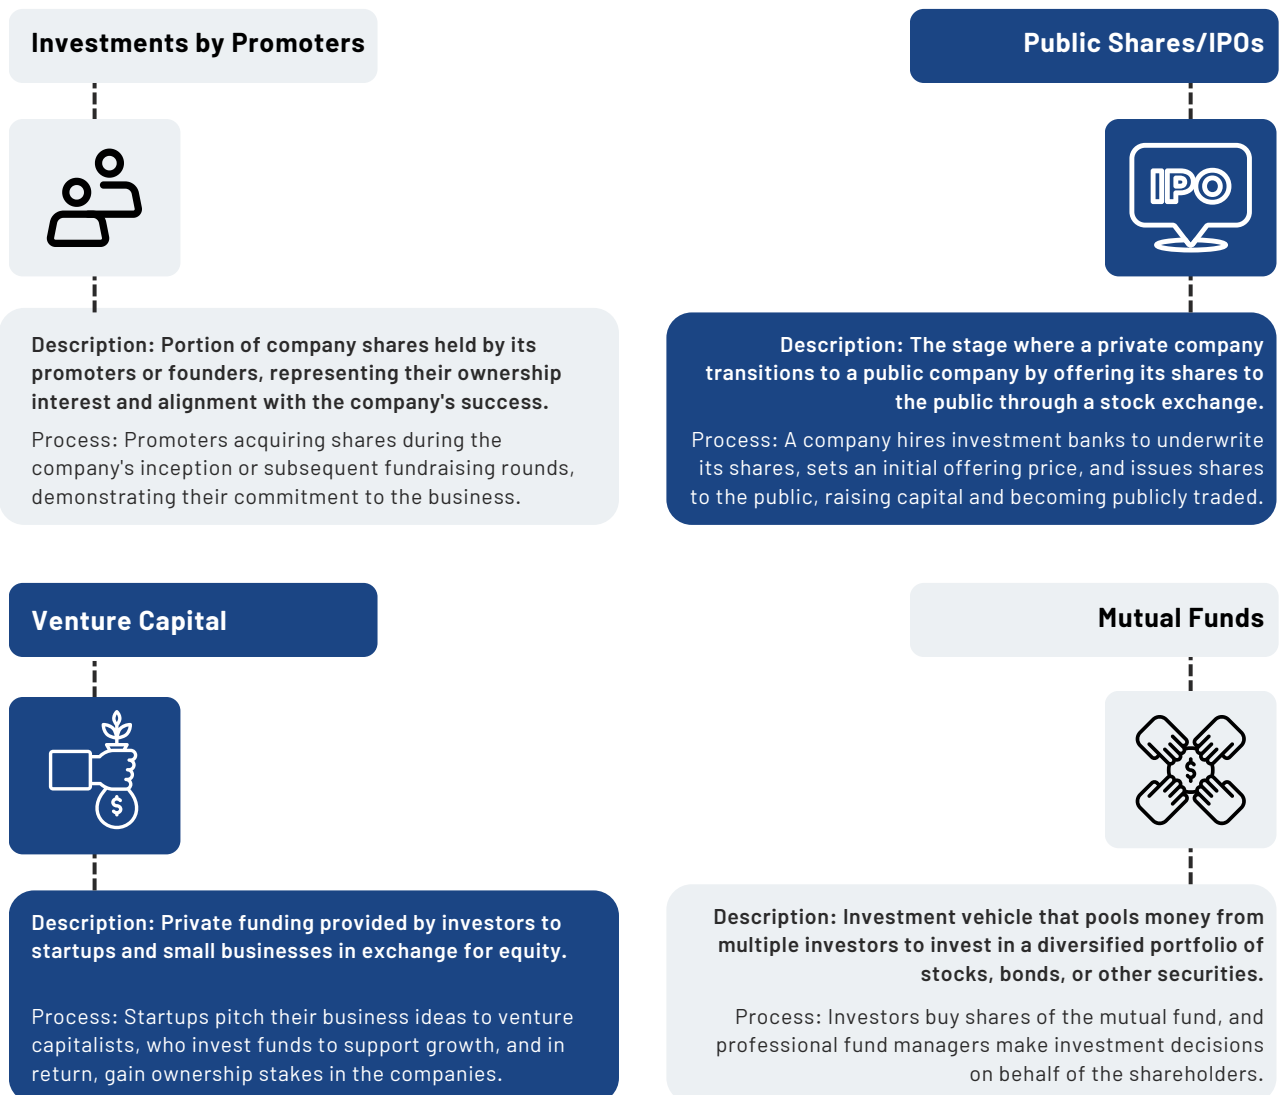 Investments by Promoters
Description: Portion of company shares held by its
promoters or founders, representing their ownership
interest and alignment with the company's success.
Process: Promoters acquiring shares during the
company's inception or subsequent fundraising rounds,
demonstrating their commitment to the business.
Public Shares/IPOs
IPO
Description: The stage where a private company
transitions to a public company by offering its shares to
the public through a stock exchange.
Process: A company hires investment banks to underwrite
its shares, sets an initial offering price, and issues shares
to the public, raising capital and becoming publicly traded.
Venture Capital
$
Description: Private funding provided by investors to
startups and small businesses in exchange for equity.
Process: Startups pitch their business ideas to venture
capitalists, who invest funds to support growth, and in
return, gain ownership stakes in the companies.
Mutual Funds
$
Description: Investment vehicle that pools money from
multiple investors to invest in a diversified portfolio of
stocks, bonds, or other securities.
Process: Investors buy shares of the mutual fund, and
professional fund managers make investment decisions
on behalf of the shareholders.